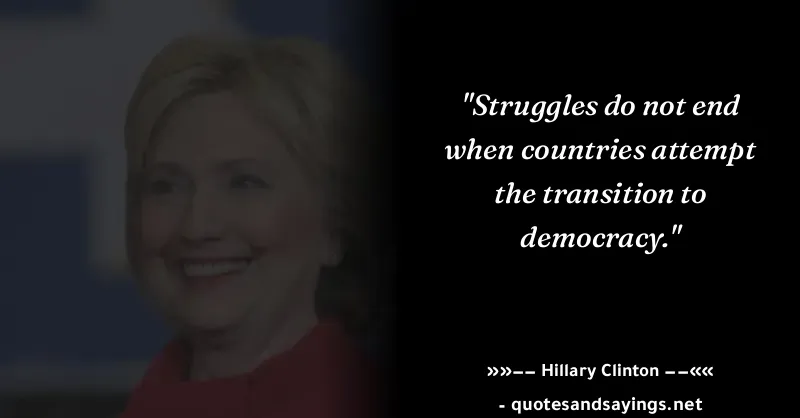 "Struggles do not end
when countries attempt
the transition to
democracy."
»»−− Hillary Clinton −−««
- quotesandsayings.net